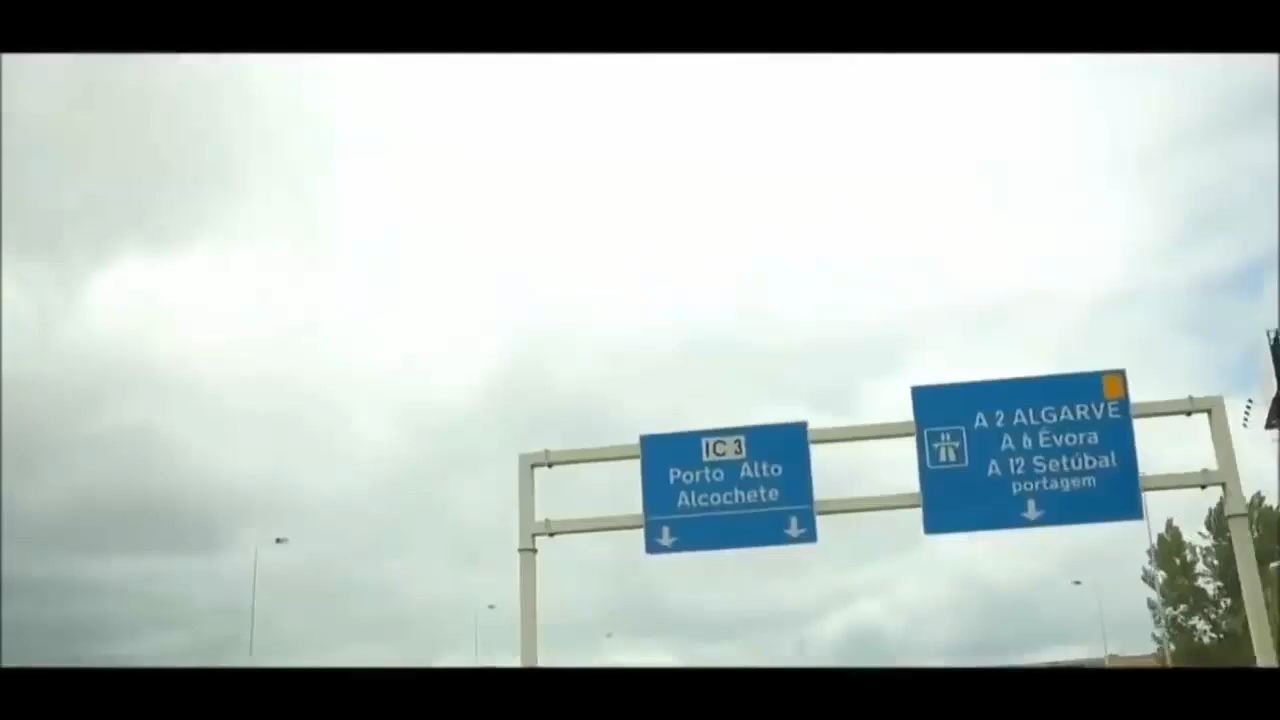 IC 3
Porto Alto
Alcochete
A 2 ALGARVE
A 6 Évora
A 12 Setúbal
portagem